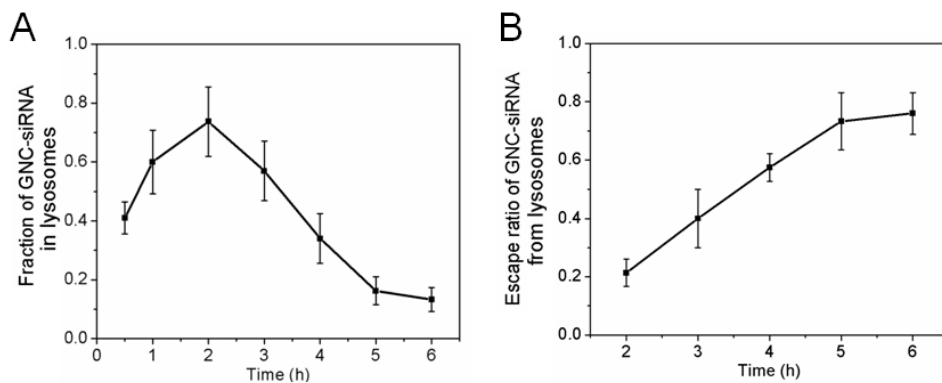 A
Fraction of GNC-siRNA
in lysosomes
1.0
0.8
0.6
0.4
0.2
0.0
0 1 2 3 4 5 6
Time (h)
B
Escape ratio of GNC-siRNA
from lysosomes
1.0
0.8
0.6
0.4
0.2
0.0
2 3 4 5 6
Time (h)